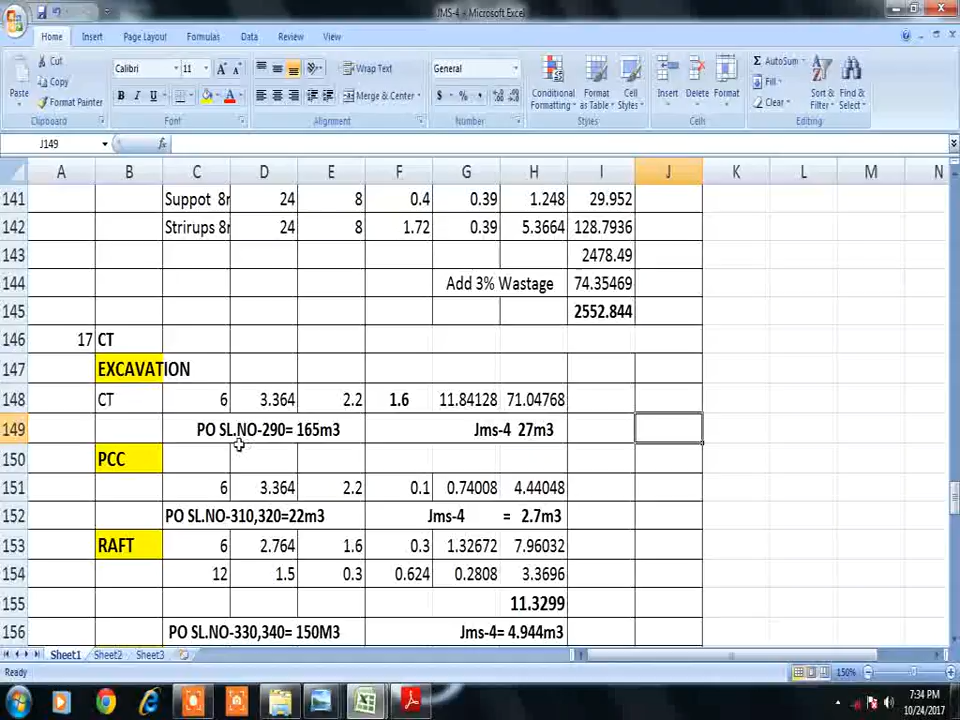 JMS-4 - Microsoft Excel
Home Insert Page Layout Formulas Data Review View
Paste Cut Copy Format Painter Clipboard
Calibri 11 A A B I U A Font
Wrap Text Merge & Center Alignment
General $ % , Number
Conditional Formatting Format as Table Cell Styles Styles
Insert Delete Format Cells
Σ AutoSum Fill Clear Sort & Filter Find & Select Editing
J149 fx
A B C D E F G H I J K L M N
141 Suppot 8r 24 8 0.4 0.39 1.248 29.952
142 Strirups 8r 24 8 1.72 0.39 5.3664 128.7936
143 2478.49
144 Add 3% Wastage 74.35469
145 2552.844
146 17 CT
147 EXCAVATION
148 CT 6 3.364 2.2 1.6 11.84128 71.04768
149 PO SL.NO-290= 165m3 Jms-4 27m3
150 PCC
151 6 3.364 2.2 0.1 0.74008 4.44048
152 PO SL.NO-310,320=22m3 Jms-4 = 2.7m3
153 RAFT 6 2.764 1.6 0.3 1.32672 7.96032
154 12 1.5 0.3 0.624 0.2808 3.3696
155 11.3299
156 PO SL.NO-330,340= 150M3 Jms-4= 4.944m3
Sheet1 Sheet2 Sheet3
Ready 150%
7:34 PM
10/24/2017